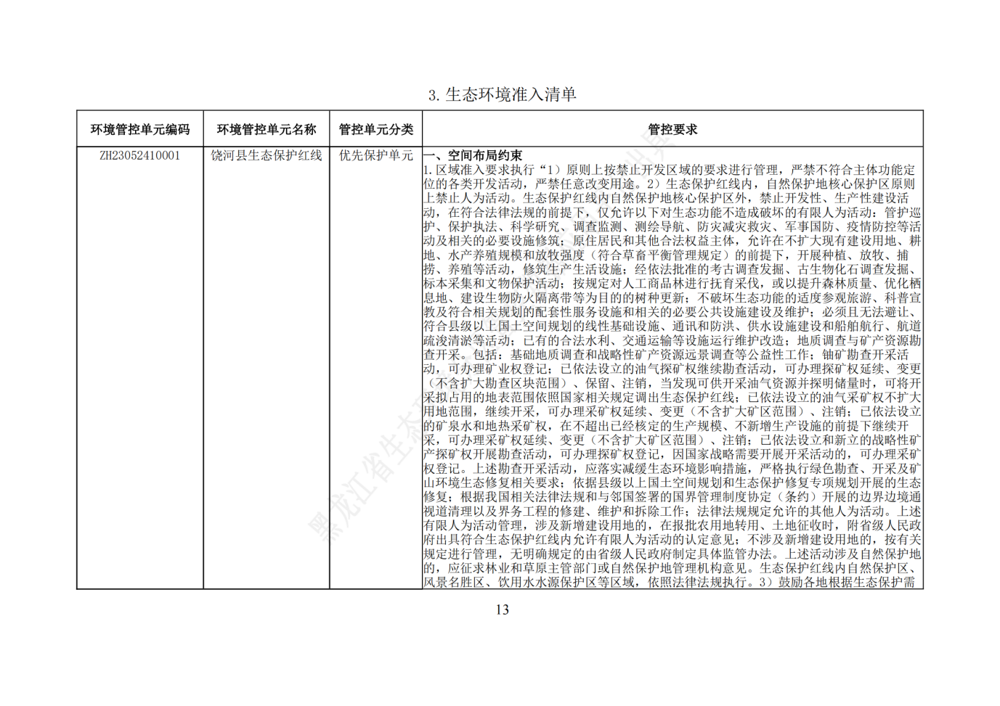 3. 生态环境准入清单
环境管控单元编码 环境管控单元名称 管控单元分类 管控要求
ZH23052410001 饶河县生态保护红线 优先保护单元 一、空间布局约束
1.区域准入要求执行“1）原则上按禁止开发区域的要求进行管理，严禁不符合主体功能定
位的各类开发活动，严禁任意改变用途。2）生态保护红线内，自然保护地核心保护区原则
上禁止人为活动。生态保护红线内自然保护地核心保护区外，禁止开发性、生产性建设活
动，在符合法律法规的前提下，仅允许以下对生态功能不造成破坏的有限人为活动：管护巡
护、保护执法、科学研究、调查监测、测绘导航、防灾减灾救灾、军事国防、疫情防控等活
动及相关的必要设施修筑；原住居民和其他合法权益主体，允许在不扩大现有建设用地、耕
地、水产养殖规模和放牧强度（符合草畜平衡管理规定）的前提下，开展种植、放牧、捕
捞、养殖等活动，修筑生产生活设施；经依法批准的考古调查发掘、古生物化石调查发掘、
标本采集和文物保护活动；按规定对人工商品林进行抚育采伐，或以提升森林质量、优化栖
息地、建设生物防火隔离带等为目的的树种更新；不破坏生态功能的适度参观旅游、科普宣
教及符合相关规划的配套性服务设施和相关的必要公共设施建设及维护；必须且无法避让、
符合县级以上国土空间规划的线性基础设施、通讯和防洪、供水设施建设和船舶航行、航道
疏浚清淤等活动；已有的合法水利、交通运输等设施运行维护改造；地质调查与矿产资源勘
查开采。包括：基础地质调查和战略性矿产资源远景调查等公益性工作；铀矿勘查开采活
动，可办理矿业权登记；已依法设立的油气探矿权继续勘查活动，可办理探矿权延续、变更
（不含扩大勘查区块范围）、保留、注销，当发现可供开采油气资源并探明储量时，可将开
采拟占用的地表范围依照国家相关规定调出生态保护红线；已依法设立的油气采矿权不扩大
用地范围，继续开采，可办理采矿权延续、变更（不含扩大矿区范围）、注销；已依法设立
的矿泉水和地热采矿权，在不超出已经核定的生产规模、不新增生产设施的前提下继续开
采，可办理采矿权延续、变更（不含扩大矿区范围）、注销；已依法设立和新立的战略性矿
产探矿权开展勘查活动，可办理探矿权登记，因国家战略需要开展开采活动的，可办理采矿
权登记。上述勘查开采活动，应落实减缓生态环境影响措施，严格执行绿色勘查、开采及矿
山环境生态修复相关要求；依据县级以上国土空间规划和生态保护修复专项规划开展的生态
修复；根据我国相关法律法规和与邻国签署的国界管理制度协定（条约）开展的边界边境通
视道清理以及界务工程的修建、维护和拆除工作；法律法规规定允许的其他人为活动。上述
有限人为活动管理，涉及新增建设用地的，在报批农用地转用、土地征收时，附省级人民政
府出具符合生态保护红线内允许有限人为活动的认定意见；不涉及新增建设用地的，按有关
规定进行管理，无明确规定的由省级人民政府制定具体监管办法。上述活动涉及自然保护地
的，应征求林业和草原主管部门或自然保护地管理机构意见。生态保护红线内自然保护区、
风景名胜区、饮用水水源保护区等区域，依照法律法规执行。3）鼓励各地根据生态保护需
13